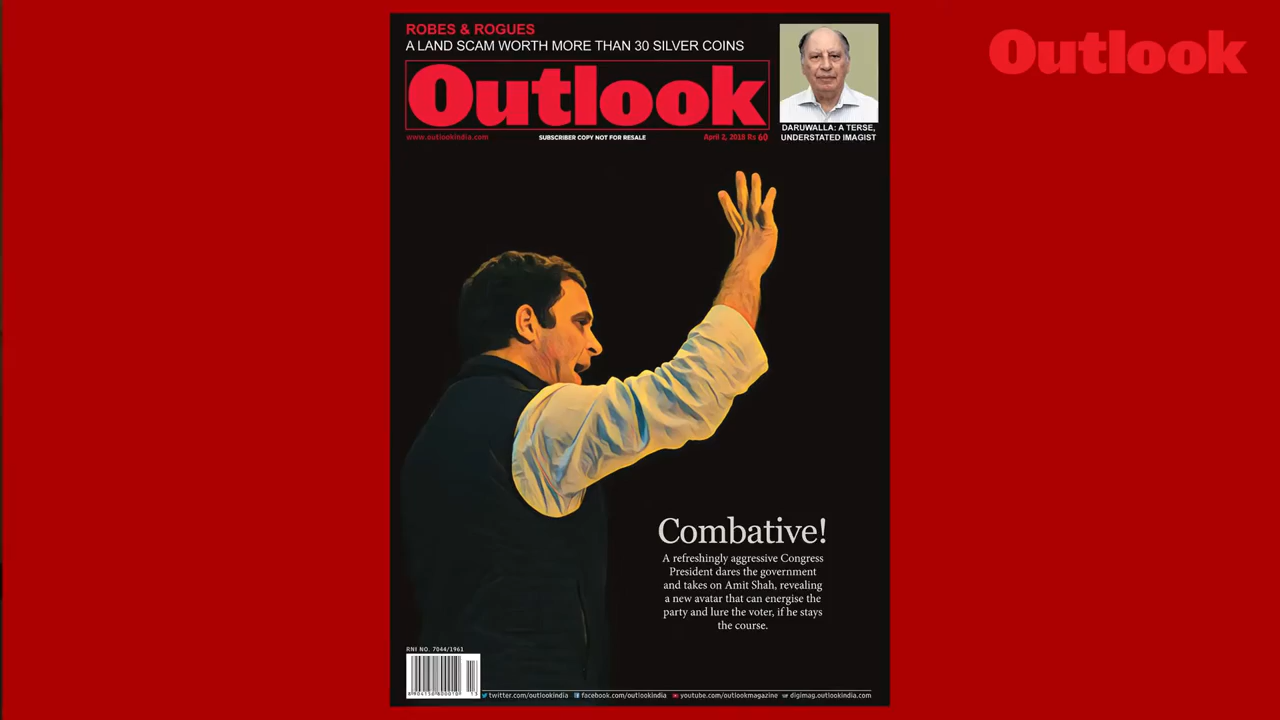 ROBES & ROGUES
A LAND SCAM WORTH MORE THAN 30 SILVER COINS
Outlook
www.outlookindia.com
SUBSCRIBER COPY NOT FOR RESALE
April 2, 2018 Rs 60
DARUWALLA: A TERSE,
UNDERSTATED IMAGIST
Outlook
Combative!
A refreshingly aggressive Congress
President dares the government
and takes on Amit Shah, revealing
a new avatar that can energise the
party and lure the voter, if he stays
the course.
RNI NO. 7044/1961
twitter.com/outlookindia
facebook.com/outlookindia
youtube.com/outlookmagazine
digimag.outlookindia.com